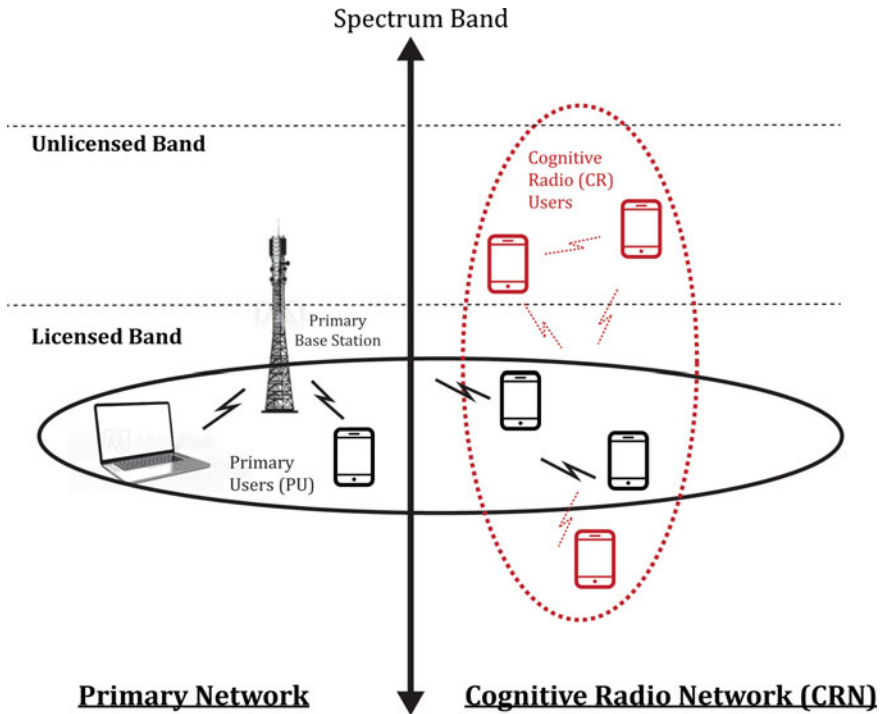 Spectrum Band
Unlicensed Band
Cognitive
Radio (CR)
Users
Licensed Band
Primary
Base Station
Primary
Users (PU)
Primary Network
Cognitive Radio Network (CRN)